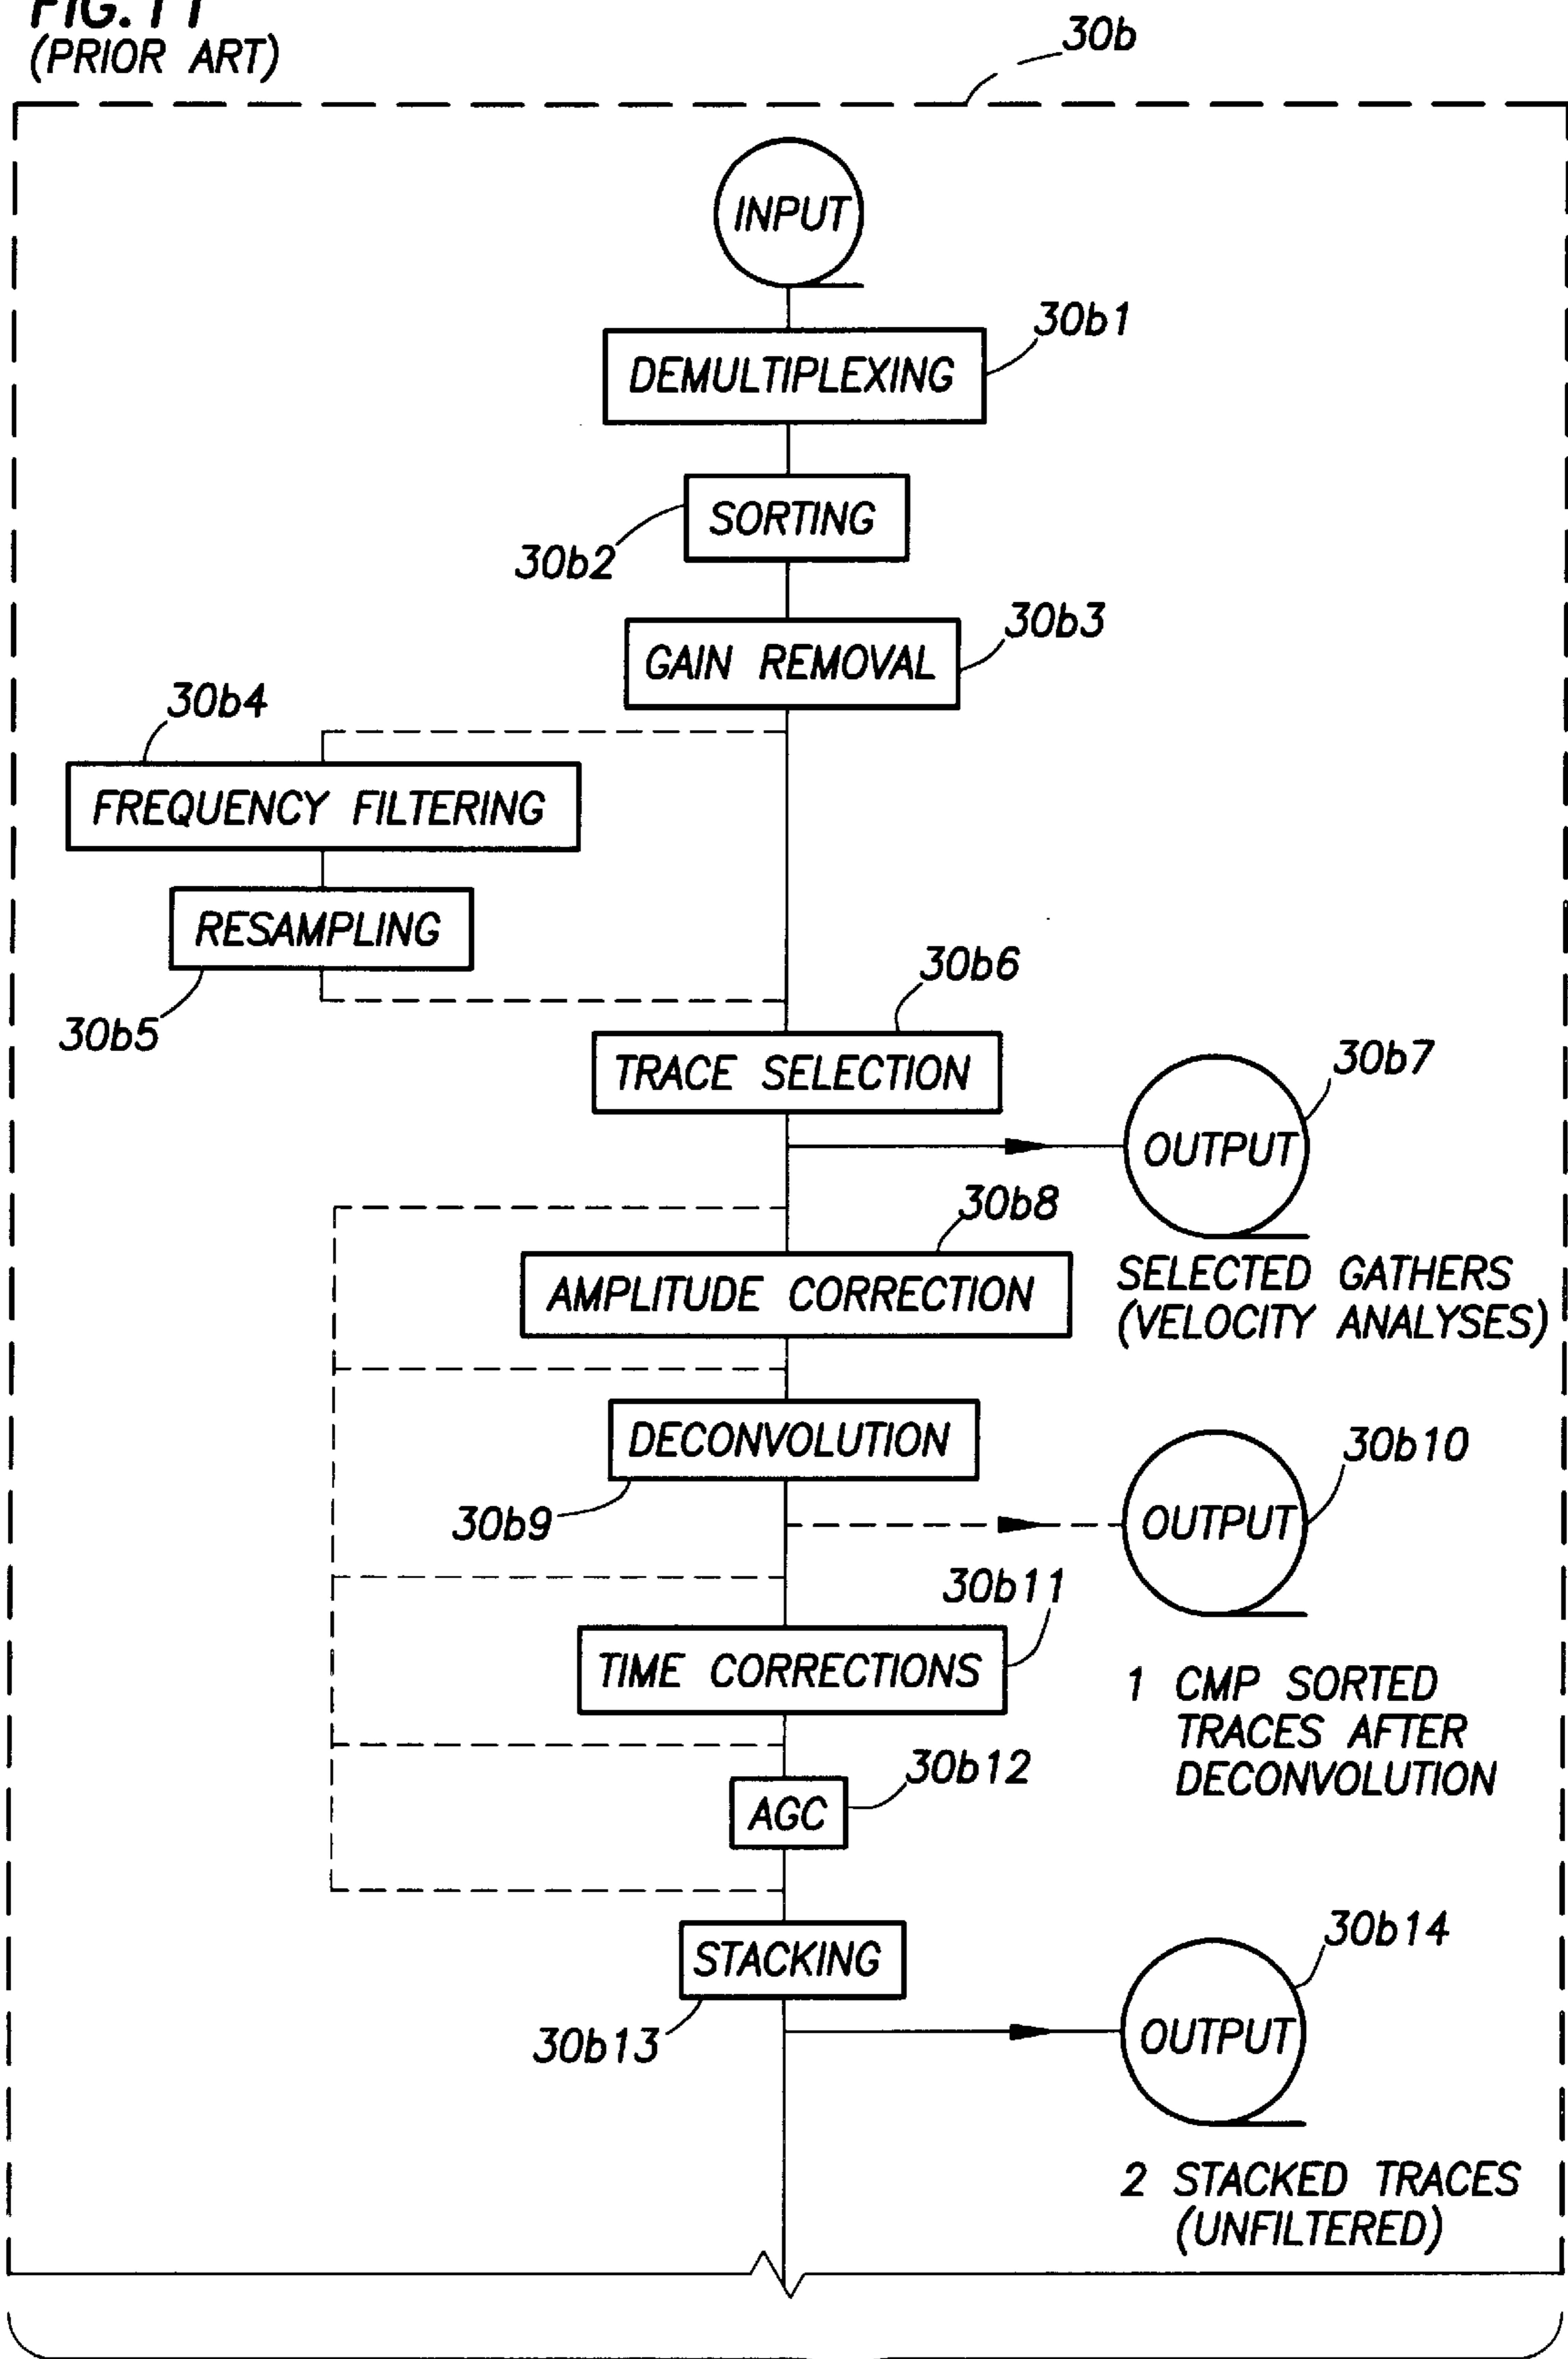 FIG. 11
(PRIOR ART)
30b
INPUT
30b1
DEMULTIPLEXING
SORTING
30b2
30b3
GAIN REMOVAL
30b4
FREQUENCY FILTERING
RESAMPLING
30b5
30b6
TRACE SELECTION
30b7
OUTPUT
SELECTED GATHERS
(VELOCITY ANALYSES)
30b8
AMPLITUDE CORRECTION
DECONVOLUTION
30b9
30b10
OUTPUT
1 CMP SORTED
TRACES AFTER
DECONVOLUTION
30b11
TIME CORRECTIONS
30b12
AGC
STACKING
30b13
30b14
OUTPUT
2 STACKED TRACES
(UNFILTERED)